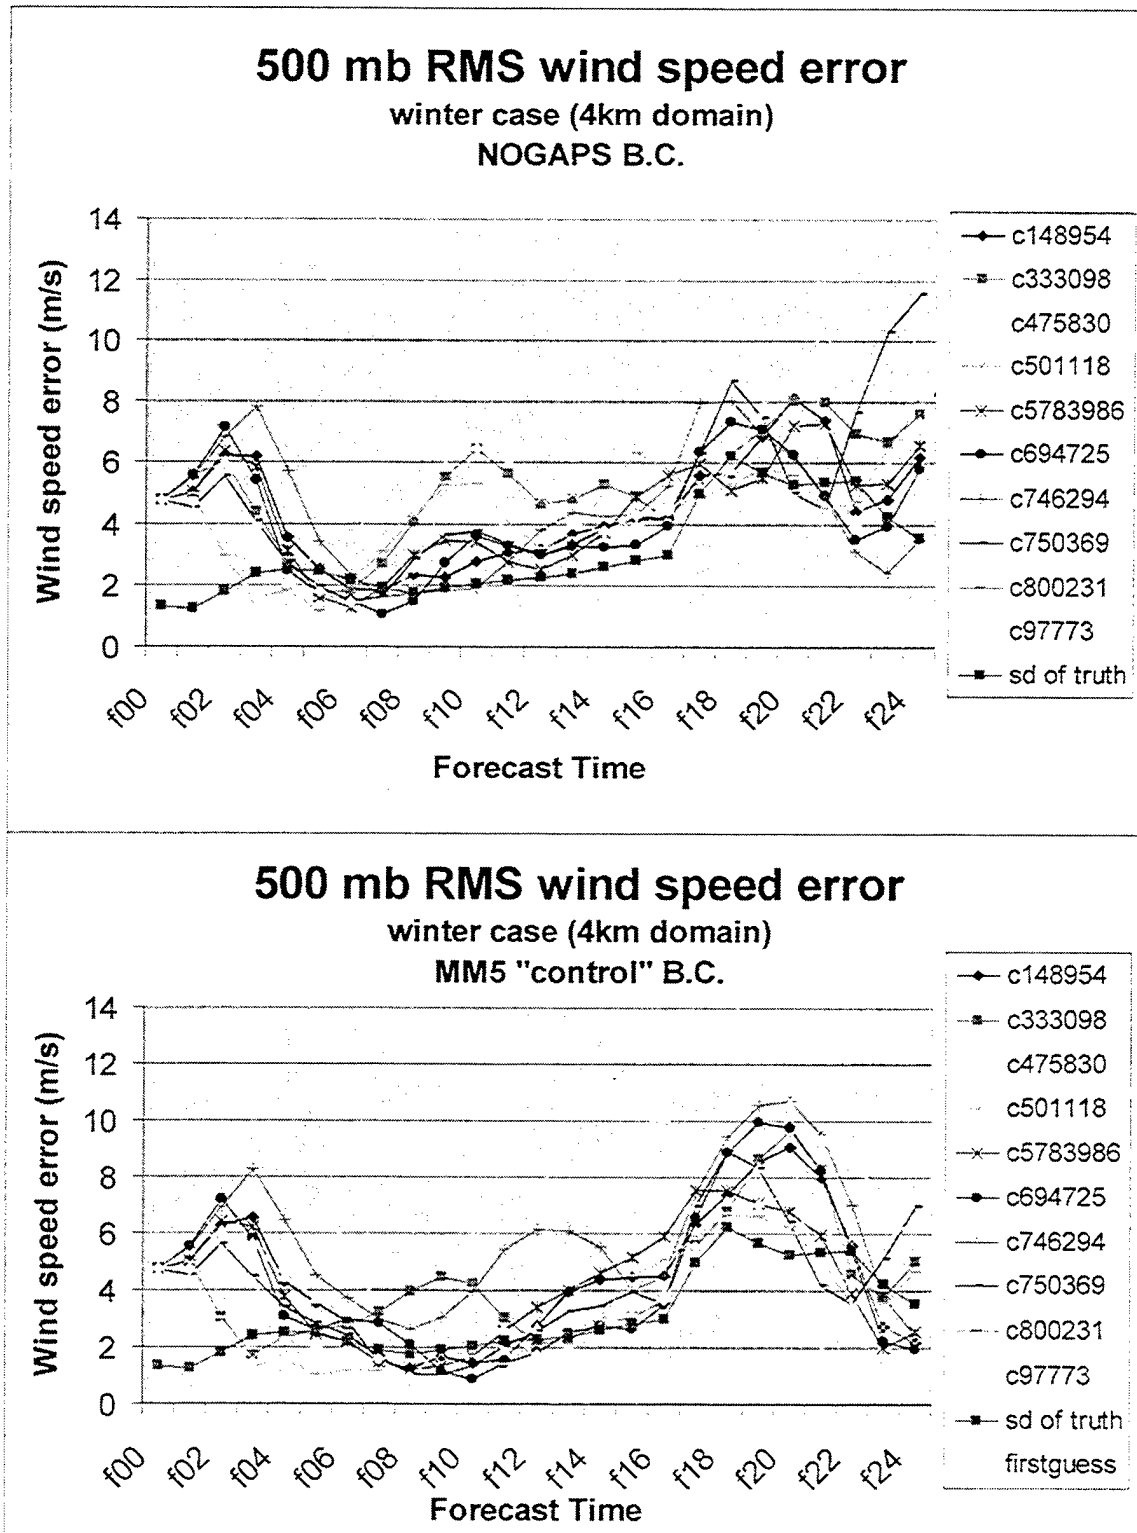 500 mb RMS wind speed error
winter case (4km domain)
NOGAPS B.C.
Wind speed error (m/s)
14
12
10
8
6
4
2
0
f00
f02
f04
f06
f08
f10
f12
f14
f16
f18
f20
f22
f24
Forecast Time
c148954
c333098
c475830
c501118
c5783986
c694725
c746294
c750369
c800231
c97773
sd of truth
500 mb RMS wind speed error
winter case (4km domain)
MM5 "control" B.C.
Wind speed error (m/s)
14
12
10
8
6
4
2
0
f00
f02
f04
f06
f08
f10
f12
f14
f16
f18
f20
f22
f24
Forecast Time
c148954
c333098
c475830
c501118
c5783986
c694725
c746294
c750369
c800231
c97773
sd of truth
firstguess